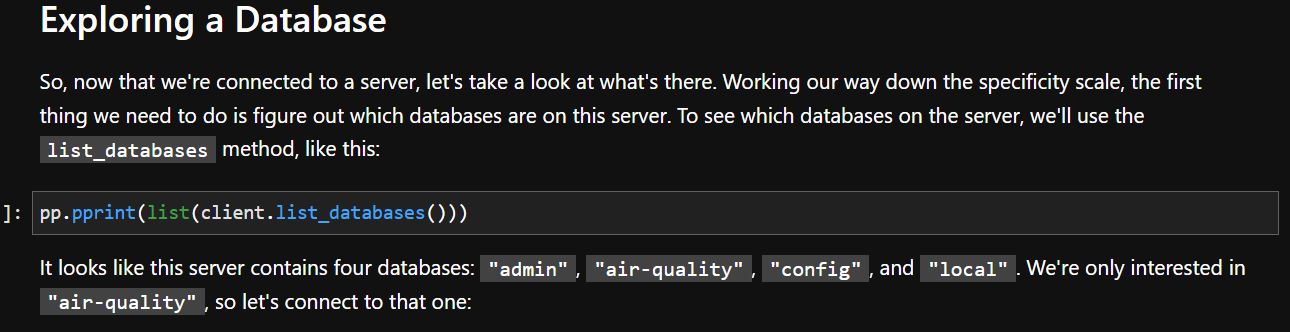 Exploring a Database
So, now that we're connected to a server, let's take a look at what's there. Working our way down the specificity scale, the first
thing we need to do is figure out which databases are on this server. To see which databases on the server, we'll use the
list_databases method, like this:
]: pp.pprint(list(client.list_databases()))
It looks like this server contains four databases: "admin", "air-quality", "config", and "local". We're only interested in
"air-quality", so let's connect to that one: